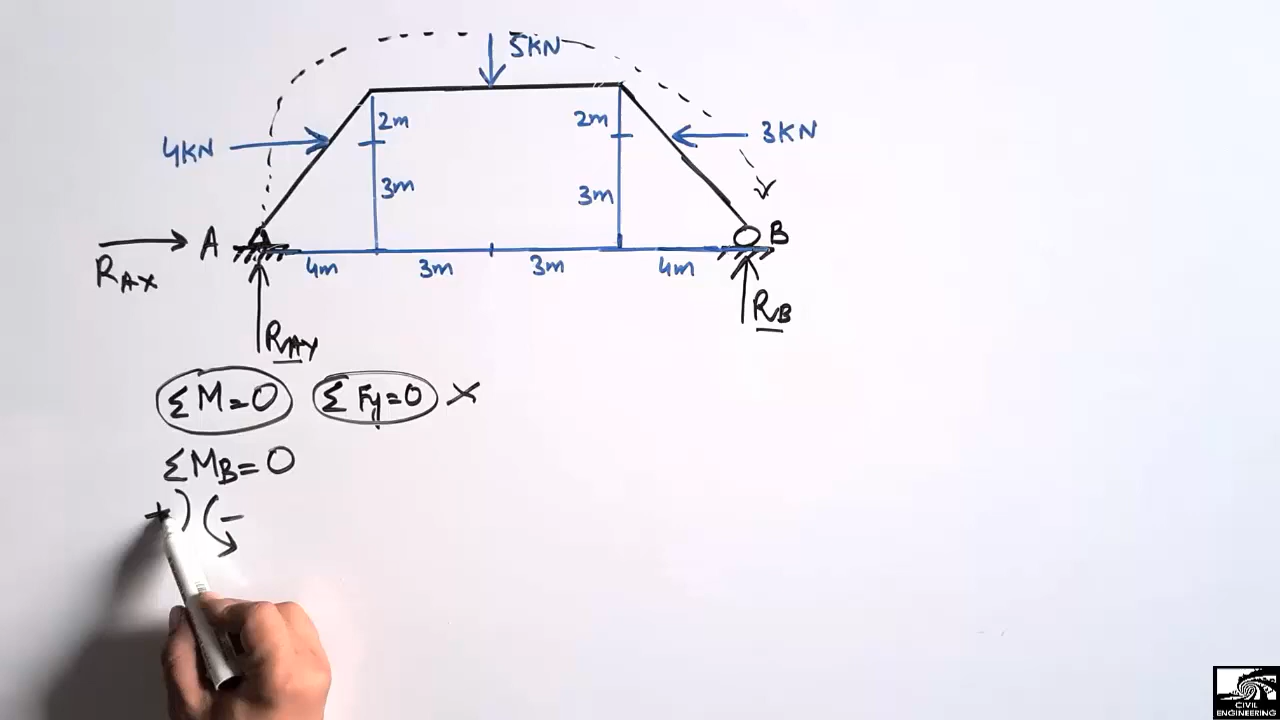 5KN
4KN
2m
2m
3KN
3m
3m
A
B
RAX
4m
3m
3m
4m
RAY
RB
ΣM=0 ΣFy=0 ×
ΣMB=0
+) (-
CIVIL
ENGINEERING